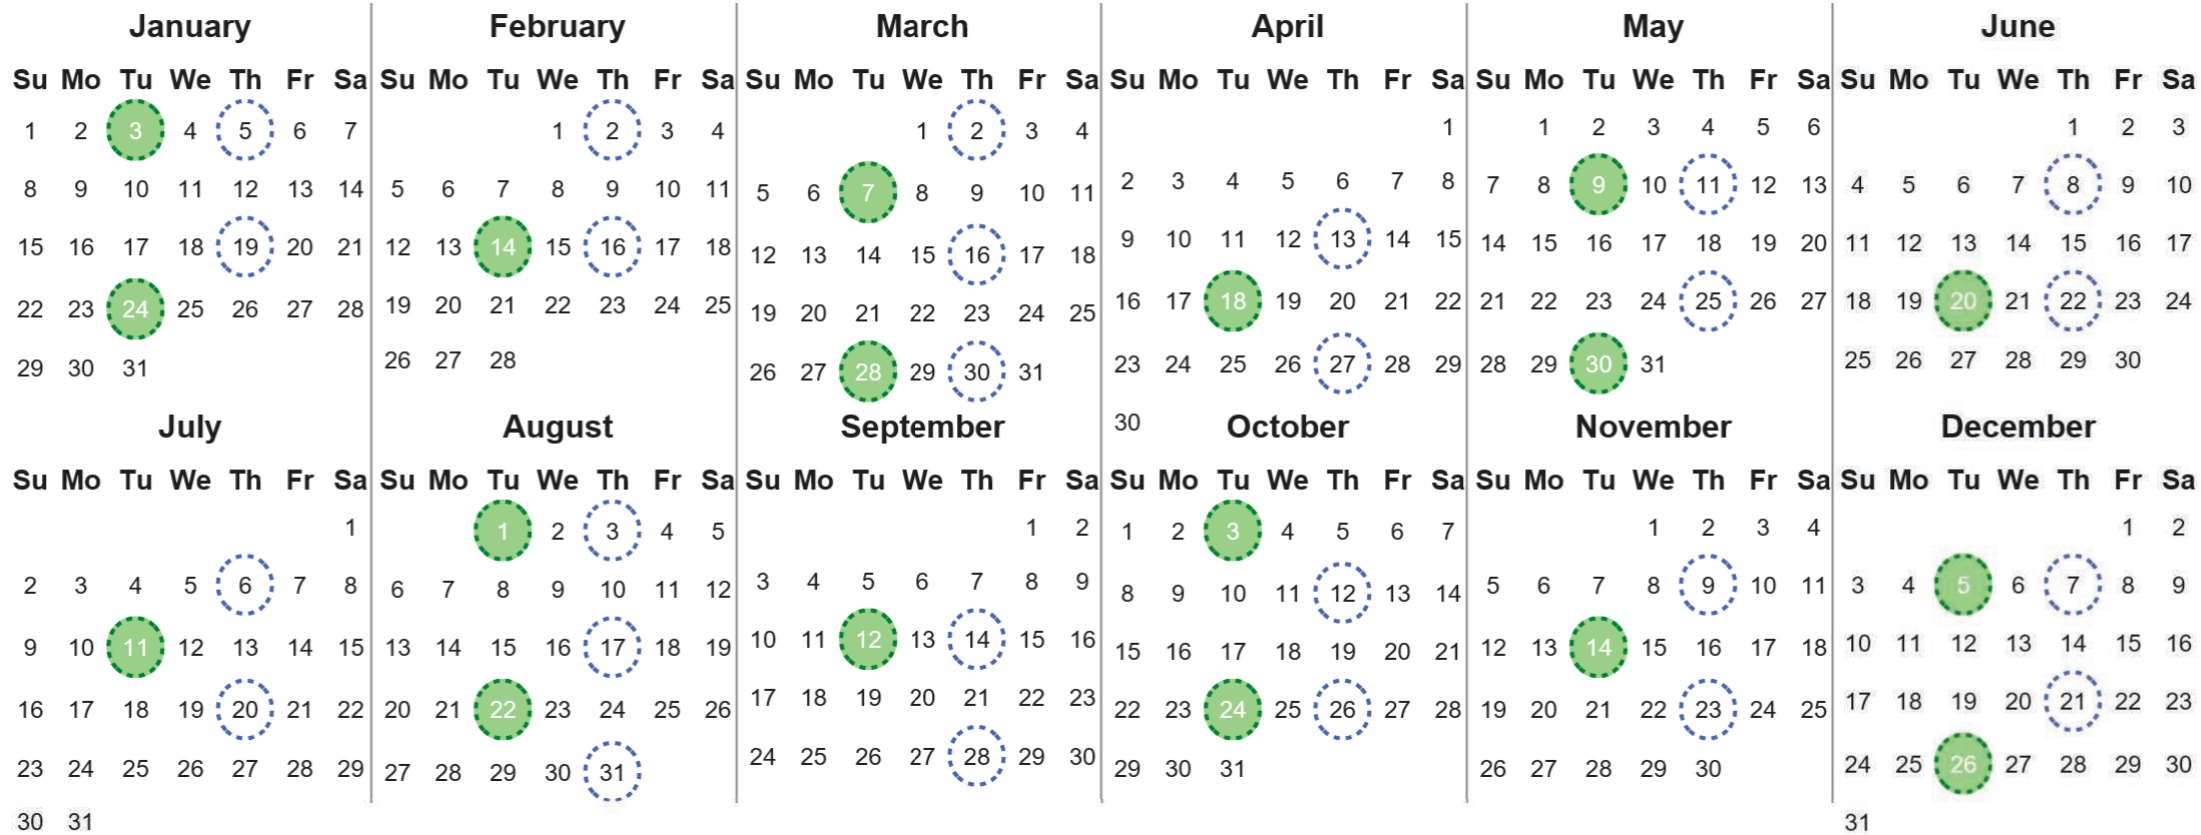 January
Su Mo Tu We Th Fr Sa
1 2 3 4 5 6 7
8 9 10 11 12 13 14
15 16 17 18 19 20 21
22 23 24 25 26 27 28
29 30 31
February
Su Mo Tu We Th Fr Sa
1 2 3 4
5 6 7 8 9 10 11
12 13 14 15 16 17 18
19 20 21 22 23 24 25
26 27 28
March
Su Mo Tu We Th Fr Sa
1 2 3 4
5 6 7 8 9 10 11
12 13 14 15 16 17 18
19 20 21 22 23 24 25
26 27 28 29 30 31
April
Su Mo Tu We Th Fr Sa
1
2 3 4 5 6 7 8
9 10 11 12 13 14 15
16 17 18 19 20 21 22
23 24 25 26 27 28 29
30
May
Su Mo Tu We Th Fr Sa
1 2 3 4 5 6
7 8 9 10 11 12 13
14 15 16 17 18 19 20
21 22 23 24 25 26 27
28 29 30 31
June
Su Mo Tu We Th Fr Sa
1 2 3
4 5 6 7 8 9 10
11 12 13 14 15 16 17
18 19 20 21 22 23 24
25 26 27 28 29 30
July
Su Mo Tu We Th Fr Sa
1
2 3 4 5 6 7 8
9 10 11 12 13 14 15
16 17 18 19 20 21 22
23 24 25 26 27 28 29
30 31
August
Su Mo Tu We Th Fr Sa
1 2 3 4 5
6 7 8 9 10 11 12
13 14 15 16 17 18 19
20 21 22 23 24 25 26
27 28 29 30 31
September
Su Mo Tu We Th Fr Sa
1 2
3 4 5 6 7 8 9
10 11 12 13 14 15 16
17 18 19 20 21 22 23
24 25 26 27 28 29 30
October
Su Mo Tu We Th Fr Sa
1 2 3 4 5 6 7
8 9 10 11 12 13 14
15 16 17 18 19 20 21
22 23 24 25 26 27 28
29 30 31
November
Su Mo Tu We Th Fr Sa
1 2 3 4
5 6 7 8 9 10 11
12 13 14 15 16 17 18
19 20 21 22 23 24 25
26 27 28 29 30
December
Su Mo Tu We Th Fr Sa
1 2
3 4 5 6 7 8 9
10 11 12 13 14 15 16
17 18 19 20 21 22 23
24 25 26 27 28 29 30
31